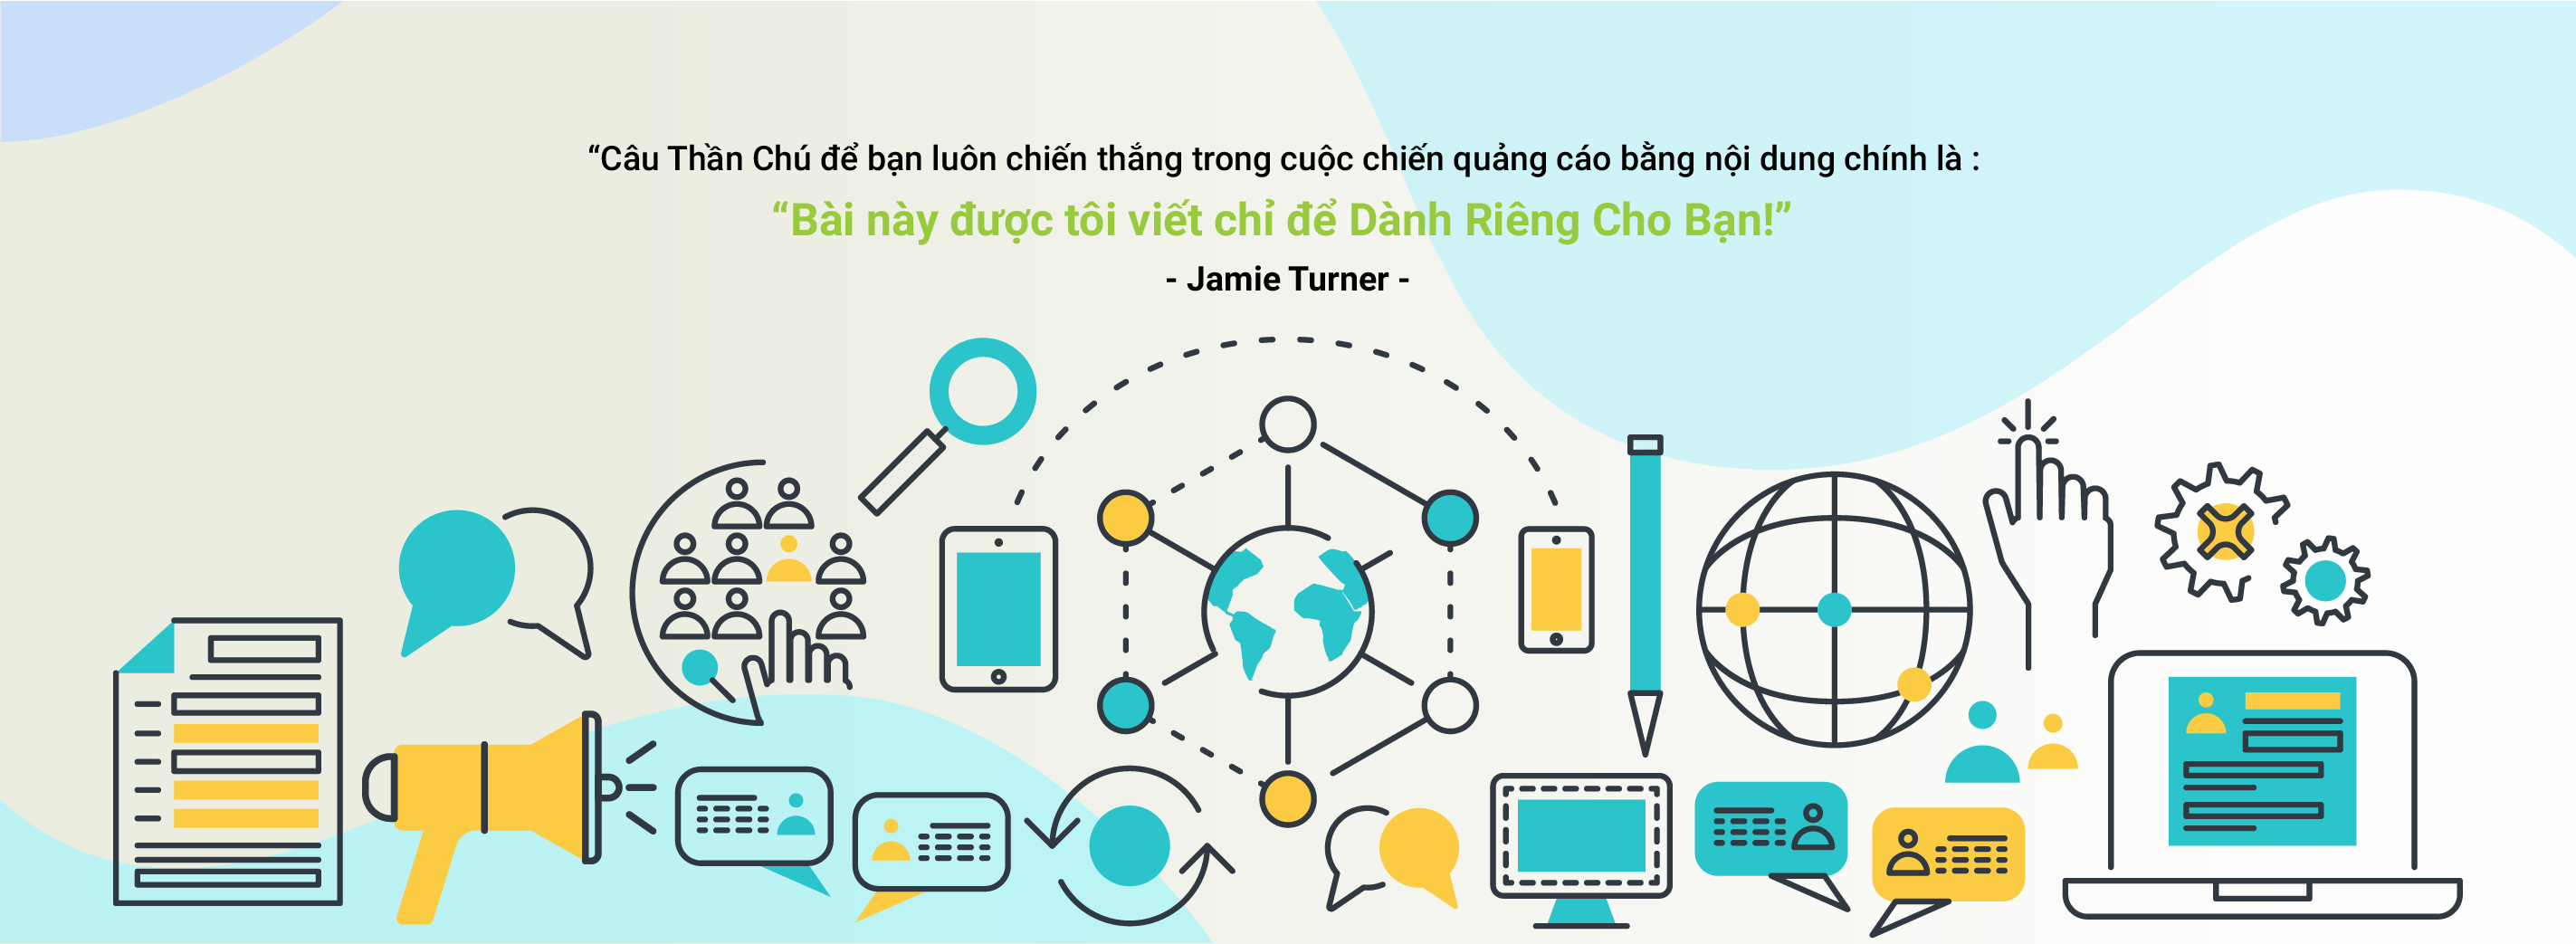 “Câu Thần Chú để bạn luôn chiến thắng trong cuộc chiến quảng cáo bằng nội dung chính là :
“Bài này được tôi viết chỉ để Dành Riêng Cho Bạn!”
- Jamie Turner -